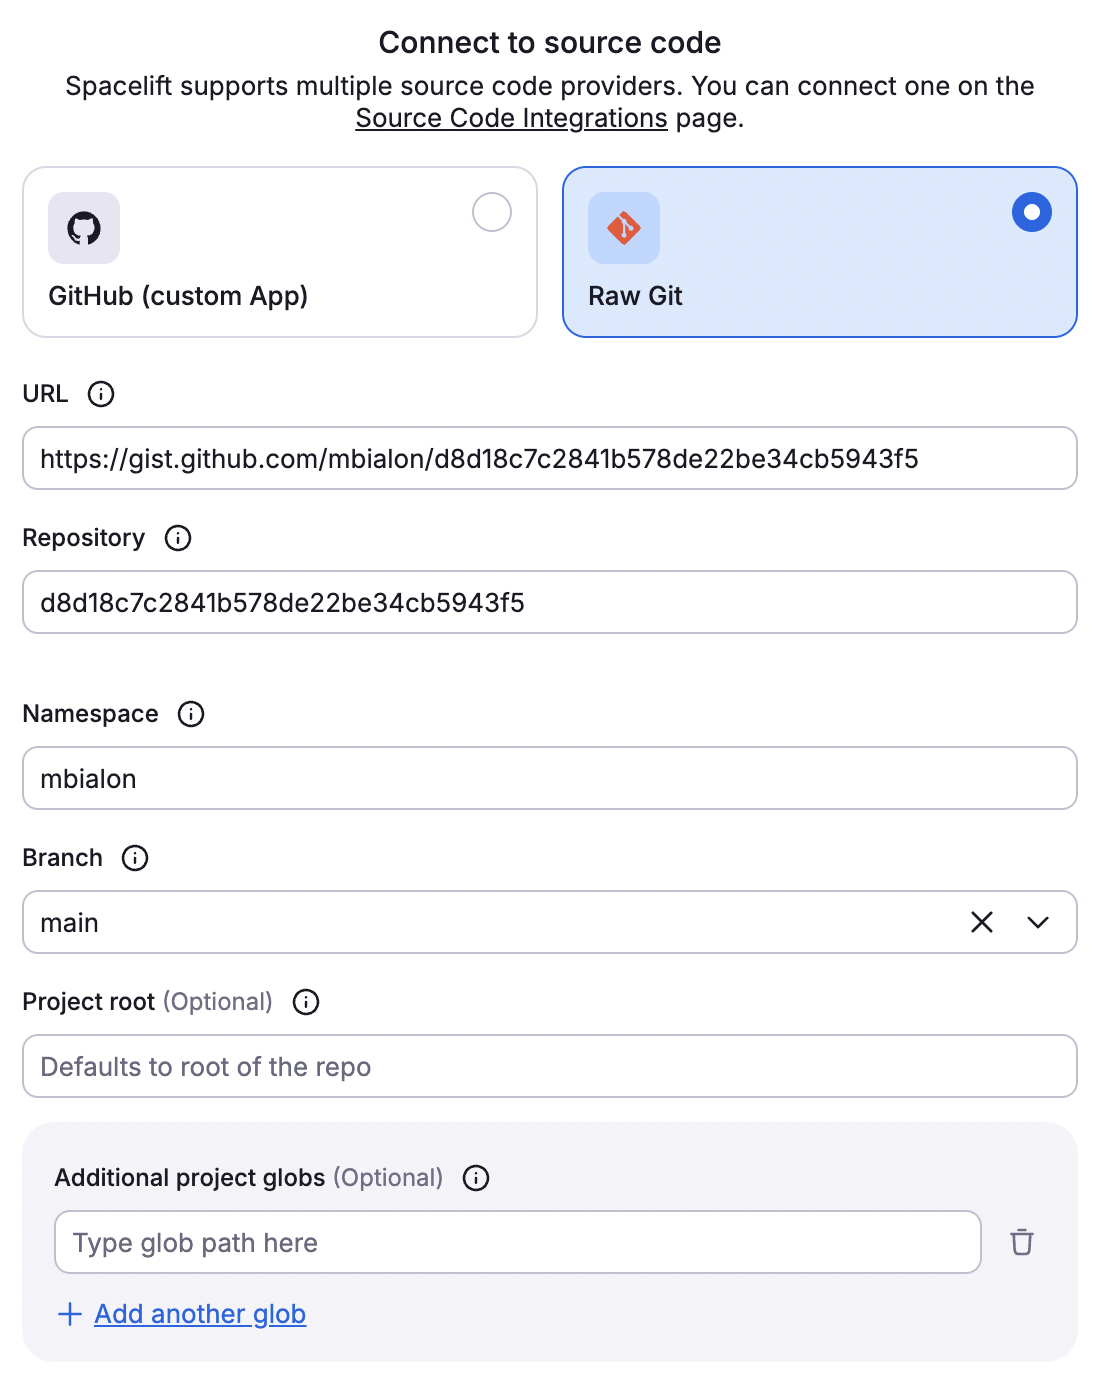 Connect to source code
Spacelift supports multiple source code providers. You can connect one on the
Source Code Integrations page.
GitHub (custom App)
Raw Git
URL
https://gist.github.com/mbialon/d8d18c7c2841b578de22be34cb5943f5
Repository
d8d18c7c2841b578de22be34cb5943f5
Namespace
mbialon
Branch
main
Project root (Optional)
Defaults to root of the repo
Additional project globs (Optional)
Type glob path here
Add another glob